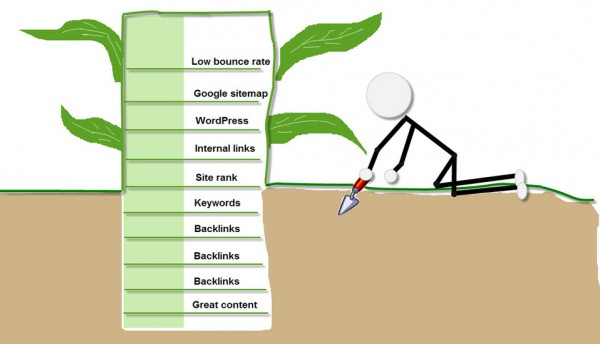 Low bounce rate
Google sitemap
WordPress
Internal links
Site rank
Keywords
Backlinks
Backlinks
Backlinks
Great content